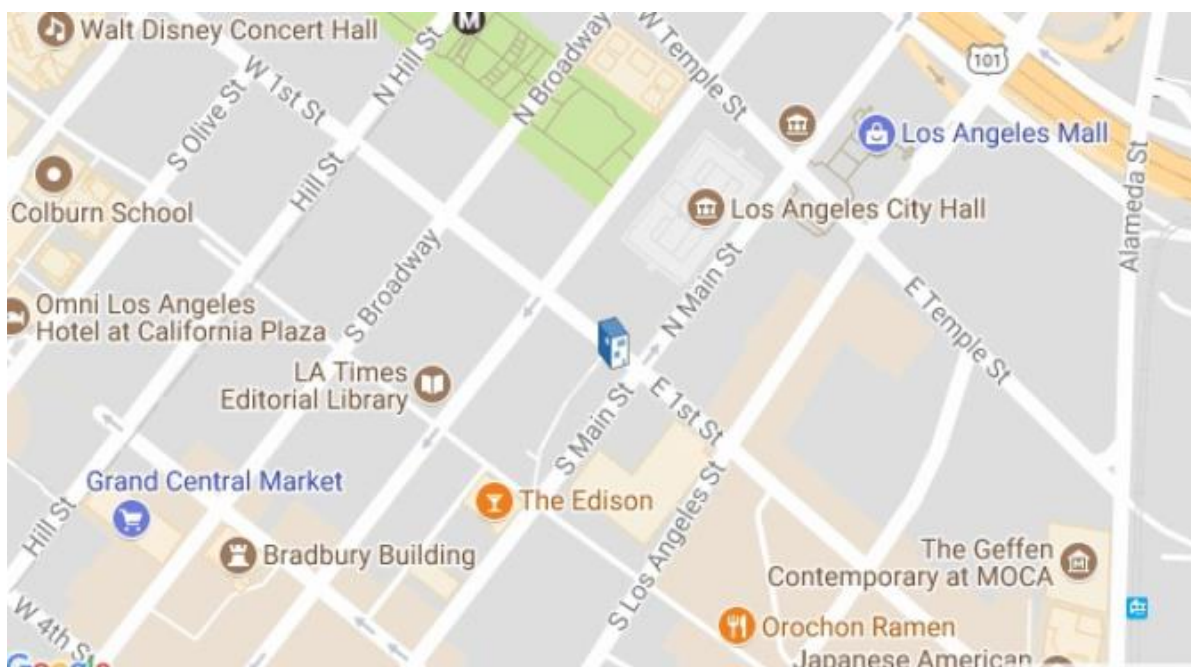 M
Walt Disney Concert Hall
W 1st St
N Hill St
N Broadway
W Temple St
101
S Olive St
Hill St
Los Angeles Mall
Colburn School
Los Angeles City Hall
Alameda St
S Broadway
N Main St
E Temple St
Omni Los Angeles
Hotel at California Plaza
LA Times
Editorial Library
E 1st St
S Main St
Grand Central Market
The Edison
Hill St
S Los Angeles St
Bradbury Building
The Geffen
Contemporary at MOCA
W 4th St
Orochon Ramen
Japanese American
Google